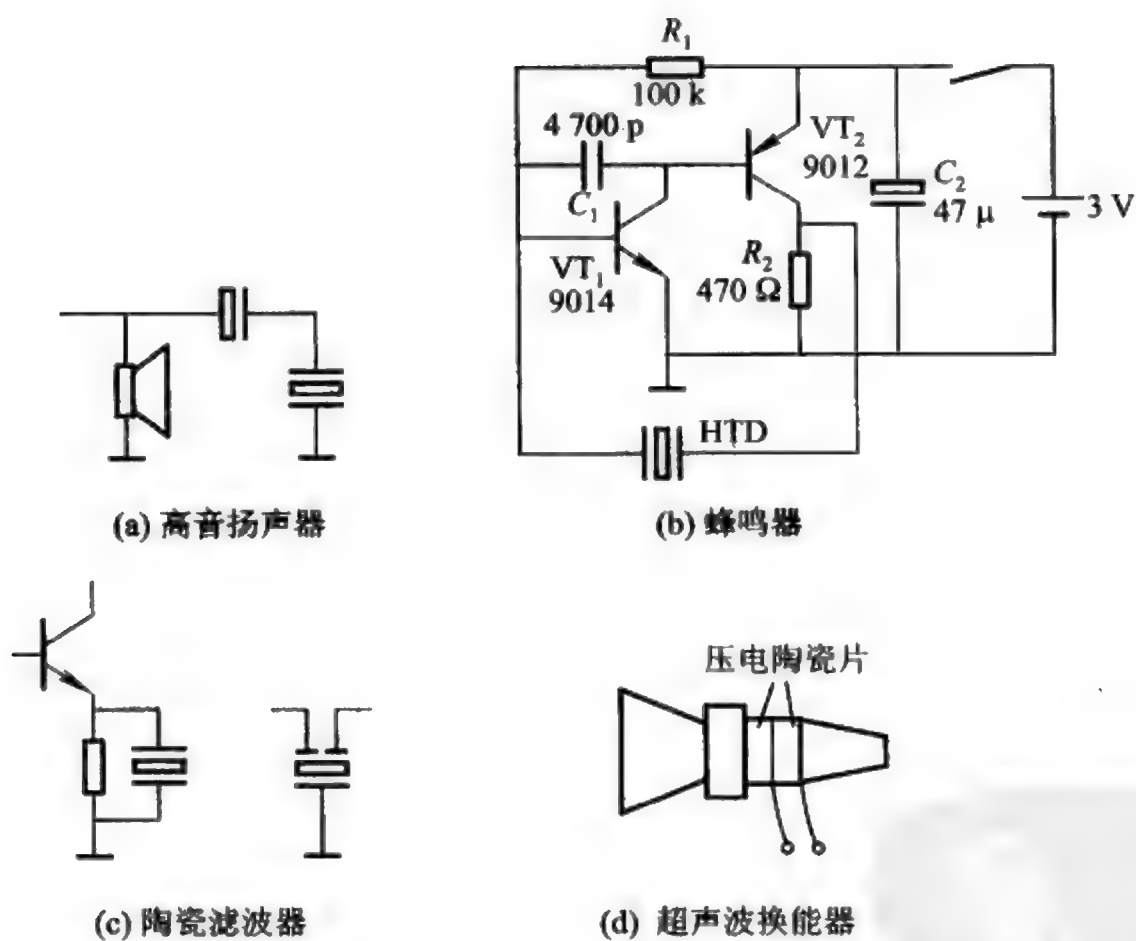 R₁
100 k
4 700 p
C₁
VT₂
9012
C₂
47 μ
3 V
VT₁
9014
R₂
470 Ω
HTD
(a) 高音扬声器
(b) 蜂鸣器
压电陶瓷片
(c) 陶瓷滤波器
(d) 超声波换能器